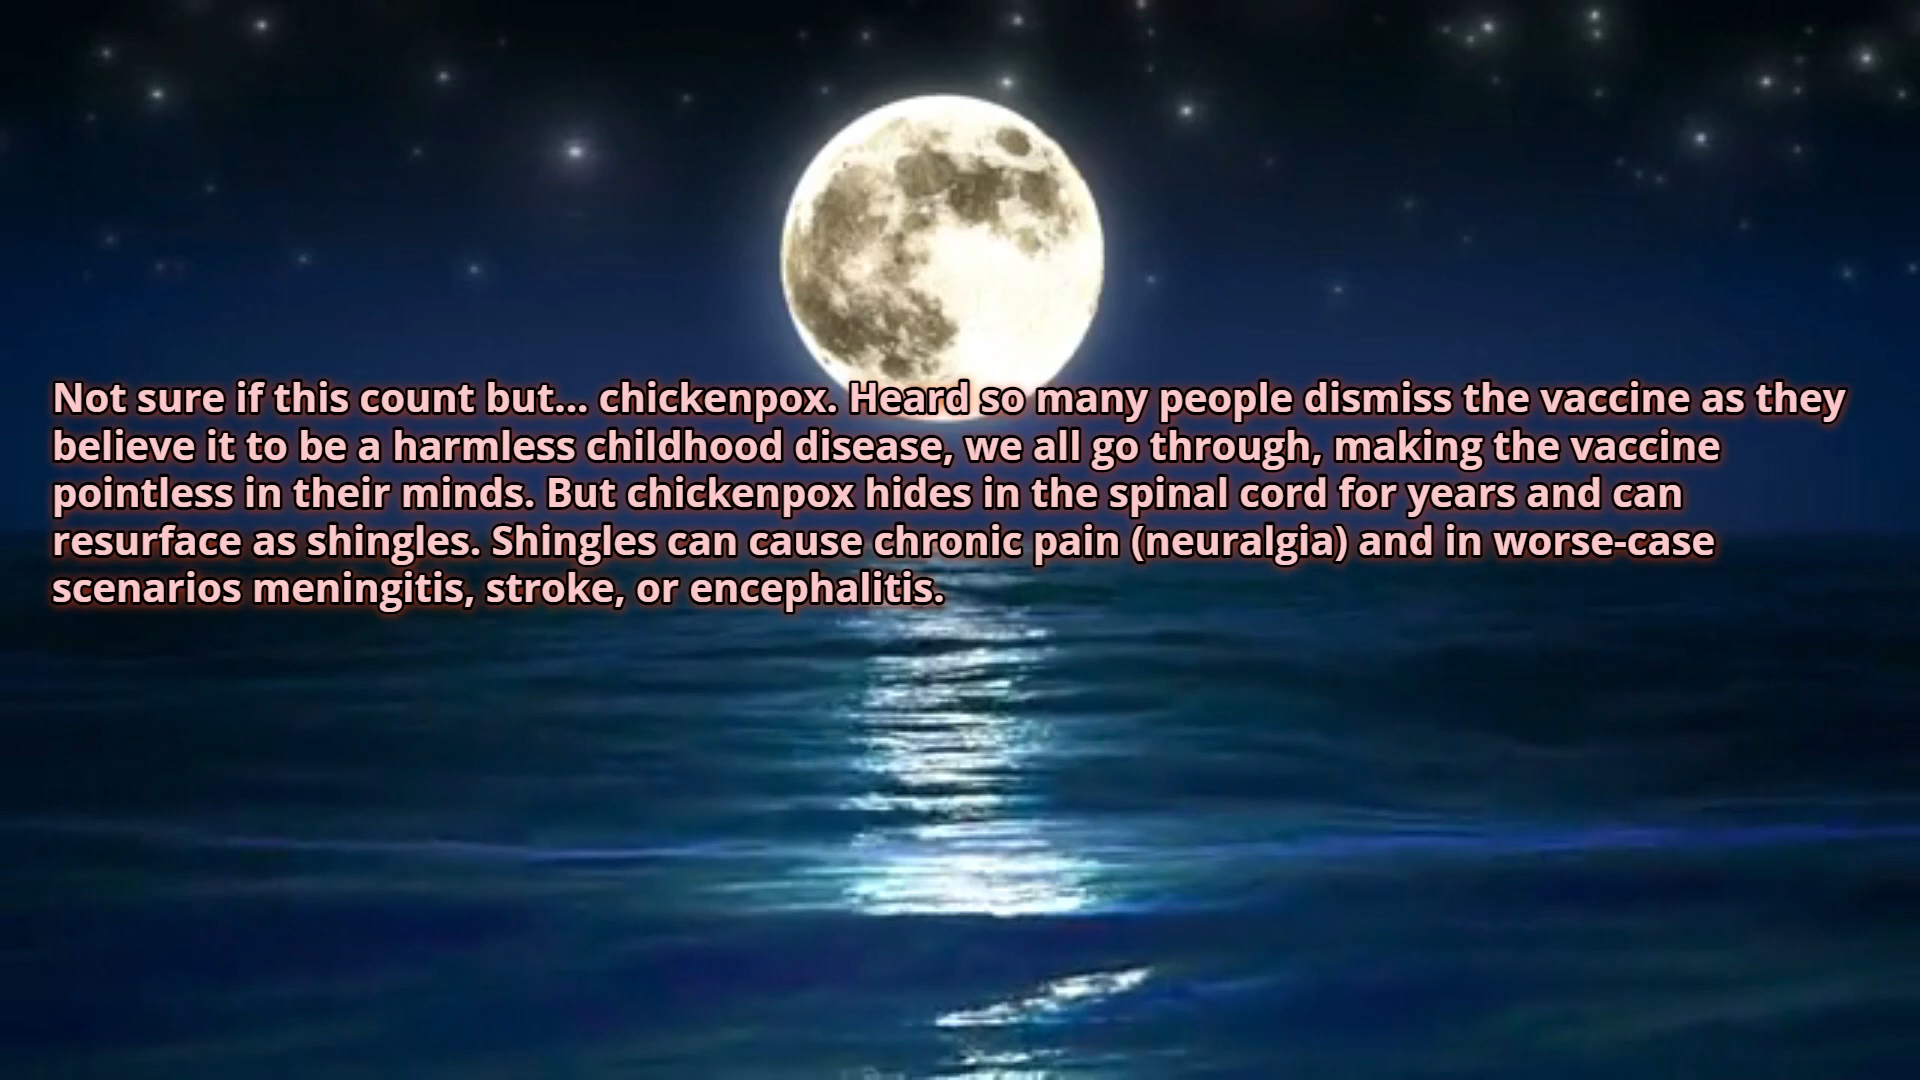 Not sure if this count but... chickenpox. Heard so many people dismiss the vaccine as they
believe it to be a harmless childhood disease, we all go through, making the vaccine
pointless in their minds. But chickenpox hides in the spinal cord for years and can
resurface as shingles. Shingles can cause chronic pain (neuralgia) and in worse-case
scenarios meningitis, stroke, or encephalitis.